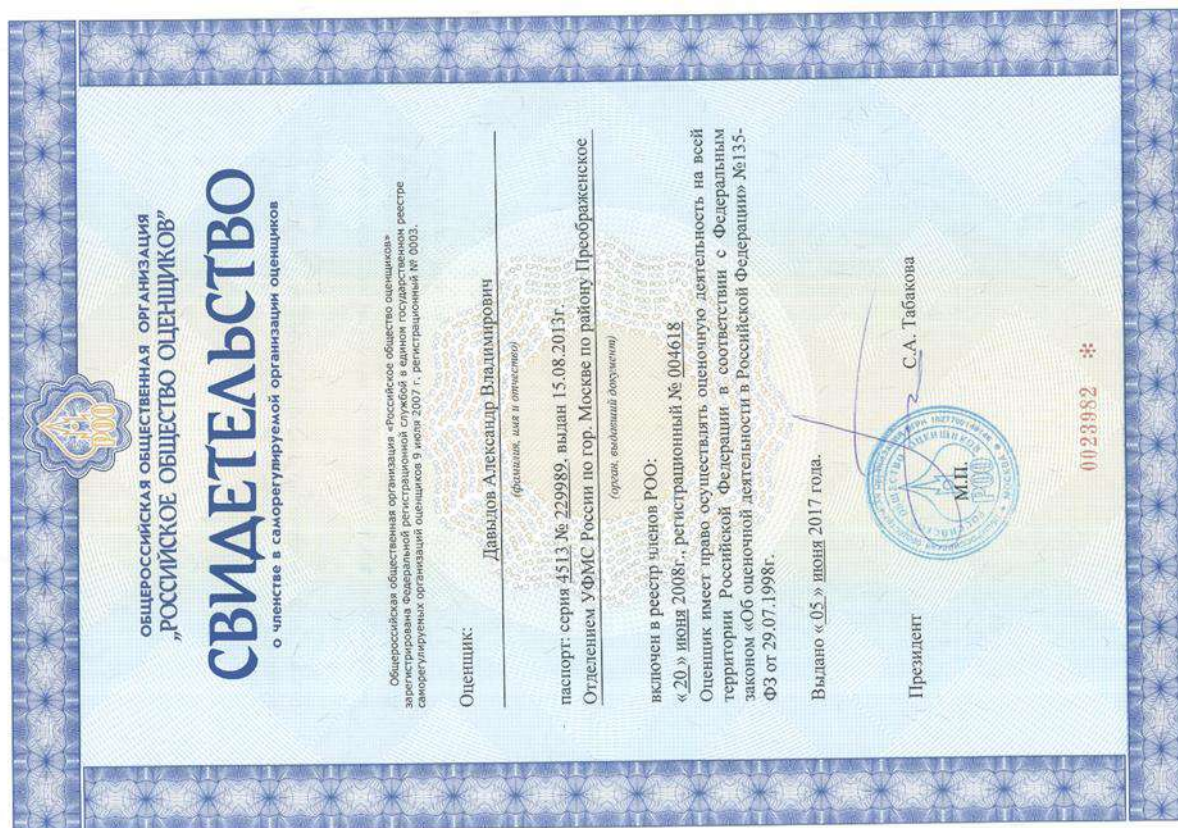 РОО
ОБЩЕРОССИЙСКАЯ ОБЩЕСТВЕННАЯ ОРГАНИЗАЦИЯ
„РОССИЙСКОЕ ОБЩЕСТВО ОЦЕНЩИКОВ”
СВИДЕТЕЛЬСТВО
о членстве в саморегулируемой организации оценщиков
Общероссийская общественная организация «Российское общество оценщиков»
зарегистрирована Федеральной регистрационной службой в едином государственном реестре
саморегулируемых организаций оценщиков 9 июля 2007 г. регистрационный № 0003.
Оценщик:
Давыдов Александр Владимирович
(фамилия, имя и отчество)
паспорт: серия 4513 № 229989, выдан 15.08.2013г.
Отделением УФМС России по гор. Москве по району Преображенское
(орган, выдавший документ)
включен в реестр членов РОО:
« 20 » июня 2008г., регистрационный № 004618
Оценщик имеет право осуществлять оценочную деятельность на всей
территории Российской Федерации в соответствии с Федеральным
законом «Об оценочной деятельности в Российской Федерации» №135-
ФЗ от 29.07.1998г.
Выдано « 05 » июня 2017 года.
Президент
С.А. Табакова
М.П.
РОО
0023982 *